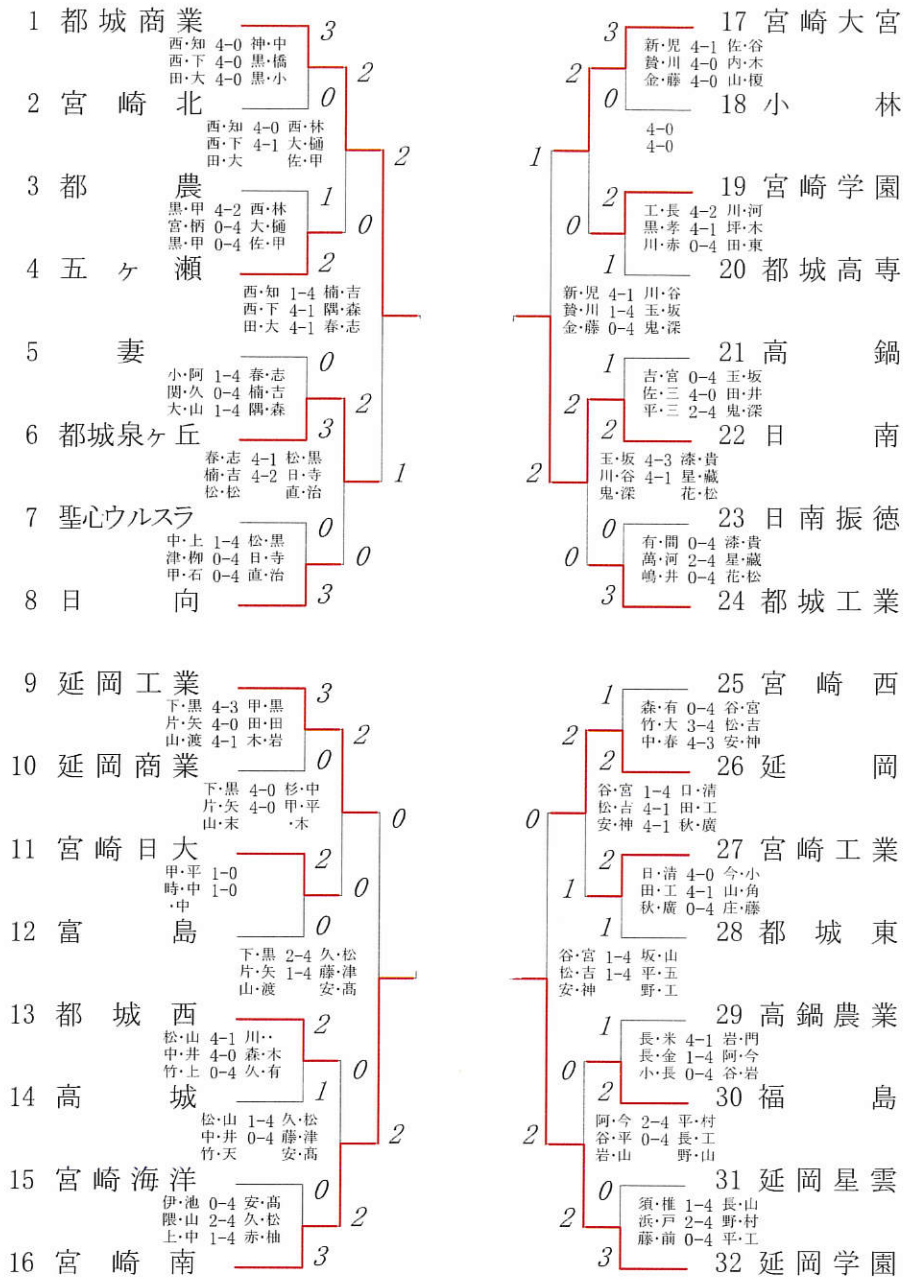 1 都城商業
3
西・知 4-0 神・中
西・下 4-0 黒・橋
田・大 4-0 黒・小
2
2 宮崎北
0
西・知 4-0 西・林
西・下 4-1 大・樋
田・大 佐・甲
2
3 都農
1
黒・甲 4-2 西・林
宮・柄 0-4 大・樋
黒・甲 0-4 佐・甲
0
4 五ヶ瀬
2
西・知 1-4 楠・吉
西・下 4-1 隅・森
田・大 4-1 春・志
5 妻
0
小・阿 1-4 春・志
関・久 0-4 楠・吉
大・山 1-4 隅・森
2
6 都城泉ヶ丘
3
春・志 4-1 松・黒
楠・吉 4-2 日・寺
松・松 直・治
1
7 聖心ウルスラ
0
中・上 1-4 松・黒
津・栁 0-4 日・寺
甲・石 0-4 直・治
0
8 日向
3
9 延岡工業
3
下・黒 4-3 甲・黒
片・矢 4-0 田・田
山・渡 4-1 木・岩
2
10 延岡商業
0
下・黒 4-0 杉・中
片・矢 4-0 甲・平
山・末 ・木
0
11 宮崎日大
2
甲・平 1-0
時・中 1-0
・中
0
12 富島
0
下・黒 2-4 久・松
片・矢 1-4 藤・津
山・渡 安・髙
13 都城西
2
松・山 4-1 川・・
中・井 4-0 森・木
竹・上 0-4 久・有
0
14 高城
1
松・山 1-4 久・松
中・井 0-4 藤・津
竹・天 安・髙
2
15 宮崎海洋
0
伊・池 0-4 安・髙
隈・山 2-4 久・松
上・中 1-4 赤・柚
2
16 宮崎南
3
17 宮崎大宮
3
新・児 4-1 佐・谷
贄・川 4-0 内・木
金・藤 4-0 山・榎
2
18 小林
0
4-0
4-0
1
19 宮崎学園
2
工・長 4-2 川・河
黒・孝 4-1 坪・木
川・赤 0-4 田・東
0
20 都城高専
1
新・児 4-1 川・谷
贄・川 1-4 玉・坂
金・藤 0-4 鬼・深
21 高鍋
1
吉・宮 0-4 玉・坂
佐・三 4-0 田・井
平・三 2-4 鬼・深
2
22 日南
2
玉・坂 4-3 漆・貴
川・谷 4-1 星・藏
鬼・深 花・松
2
23 日南振徳
0
有・間 0-4 漆・貴
萬・河 2-4 星・藏
嶋・井 0-4 花・松
0
24 都城工業
3
25 宮崎西
1
森・有 0-4 谷・宮
竹・大 3-4 松・吉
中・春 4-3 安・神
2
26 延岡
2
谷・宮 1-4 日・清
松・吉 4-1 田・工
安・神 4-1 秋・廣
0
27 宮崎工業
2
日・清 4-0 今・小
田・工 4-1 山・角
秋・廣 0-4 庄・藤
1
28 都城東
1
谷・宮 1-4 坂・山
松・吉 1-4 平・五
安・神 野・工
29 高鍋農業
1
長・米 4-1 岩・門
長・金 1-4 阿・今
小・長 0-4 谷・岩
0
30 福島
2
阿・今 2-4 平・村
谷・平 0-4 長・工
岩・山 野・山
2
31 延岡星雲
0
須・椎 1-4 長・山
浜・戸 2-4 野・村
藤・前 0-4 平・工
2
32 延岡学園
3